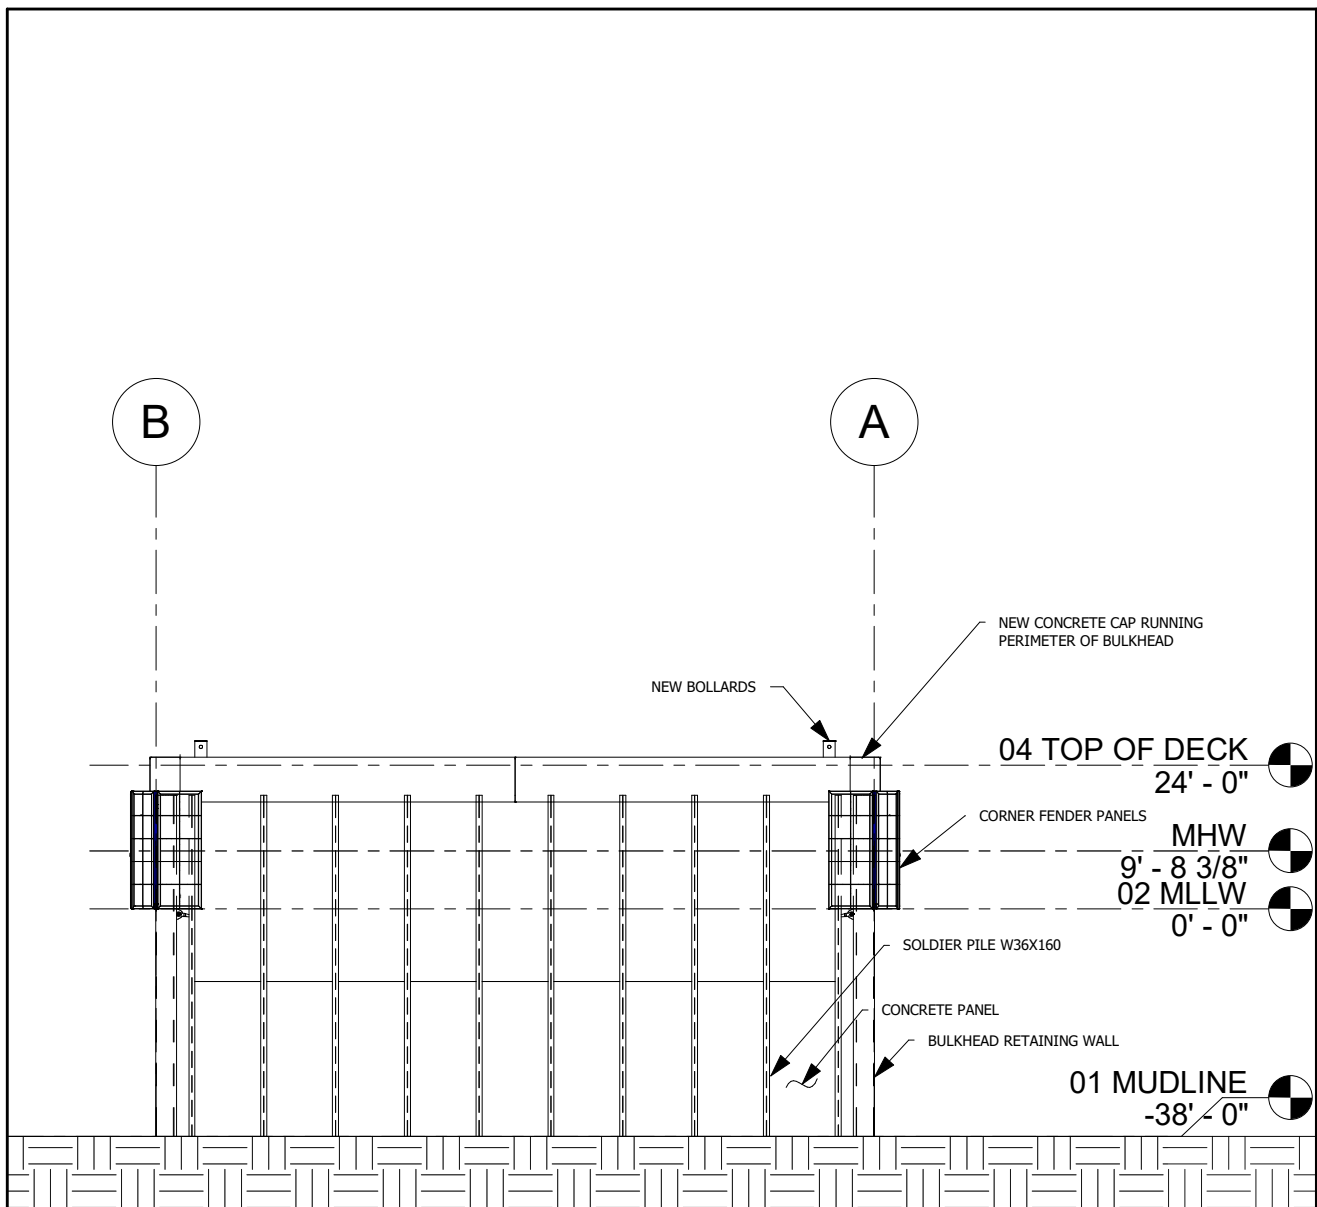 B
A
NEW CONCRETE CAP RUNNING
PERIMETER OF BULKHEAD
NEW BOLLARDS
04 TOP OF DECK
24' - 0"
CORNER FENDER PANELS
MHW
9' - 8 3/8"
02 MLLW
0' - 0"
SOLDIER PILE W36X160
CONCRETE PANEL
BULKHEAD RETAINING WALL
01 MUDLINE
-38' - 0"